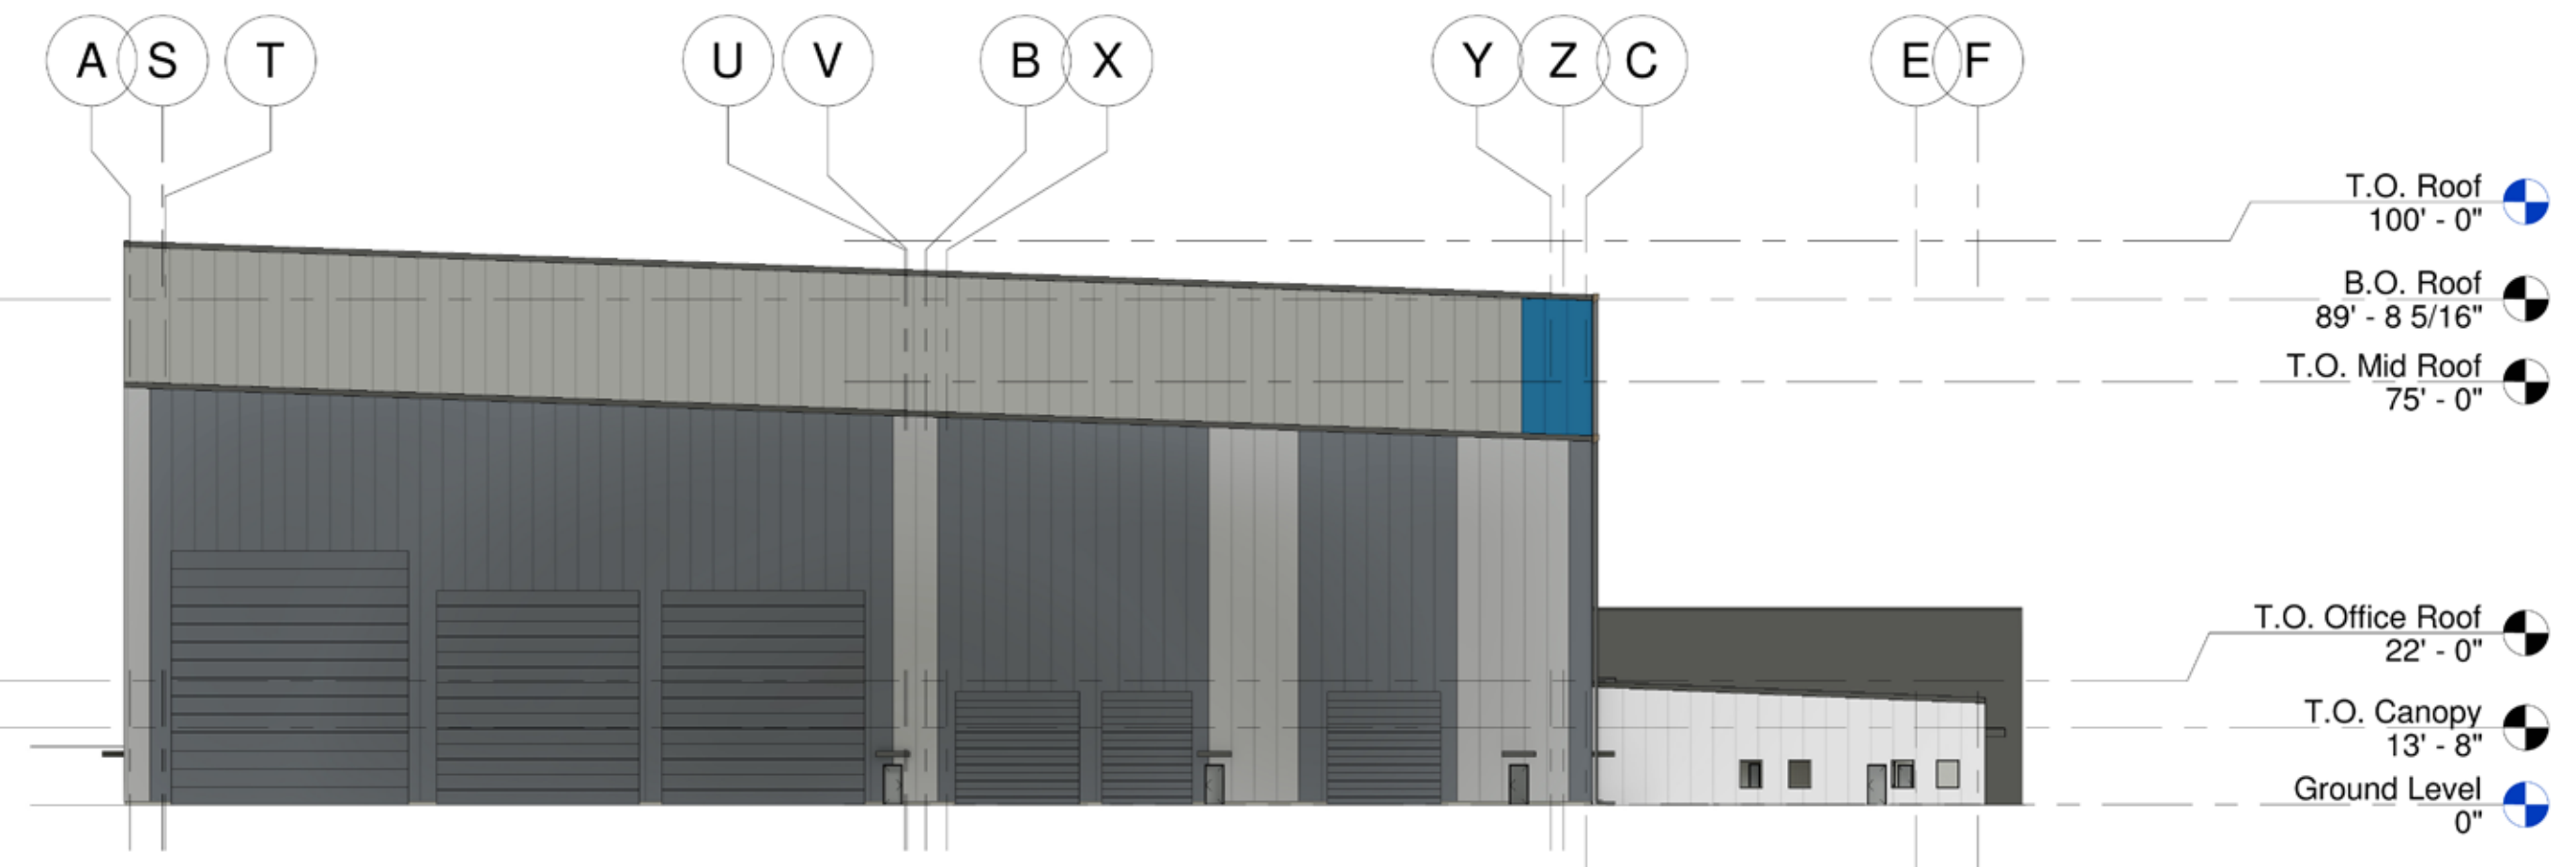 A S T U V B X Y Z C E F
T.O. Roof
100' - 0"
B.O. Roof
89' - 8 5/16"
T.O. Mid Roof
75' - 0"
T.O. Office Roof
22' - 0"
T.O. Canopy
13' - 8"
Ground Level
0"